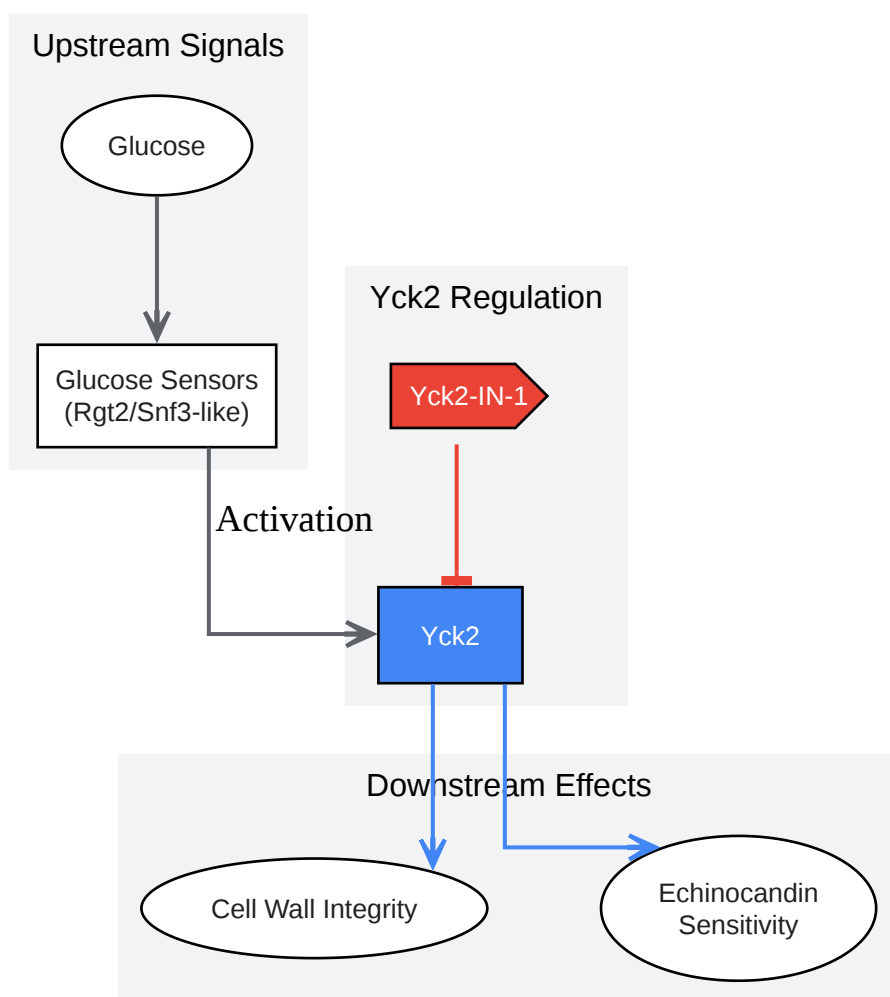 Upstream Signals
Glucose
Glucose Sensors
(Rgt2/Snf3-like)
Activation
Yck2 Regulation
Yck2-IN-1
Yck2
Downstream Effects
Cell Wall Integrity
Echinocandin
Sensitivity